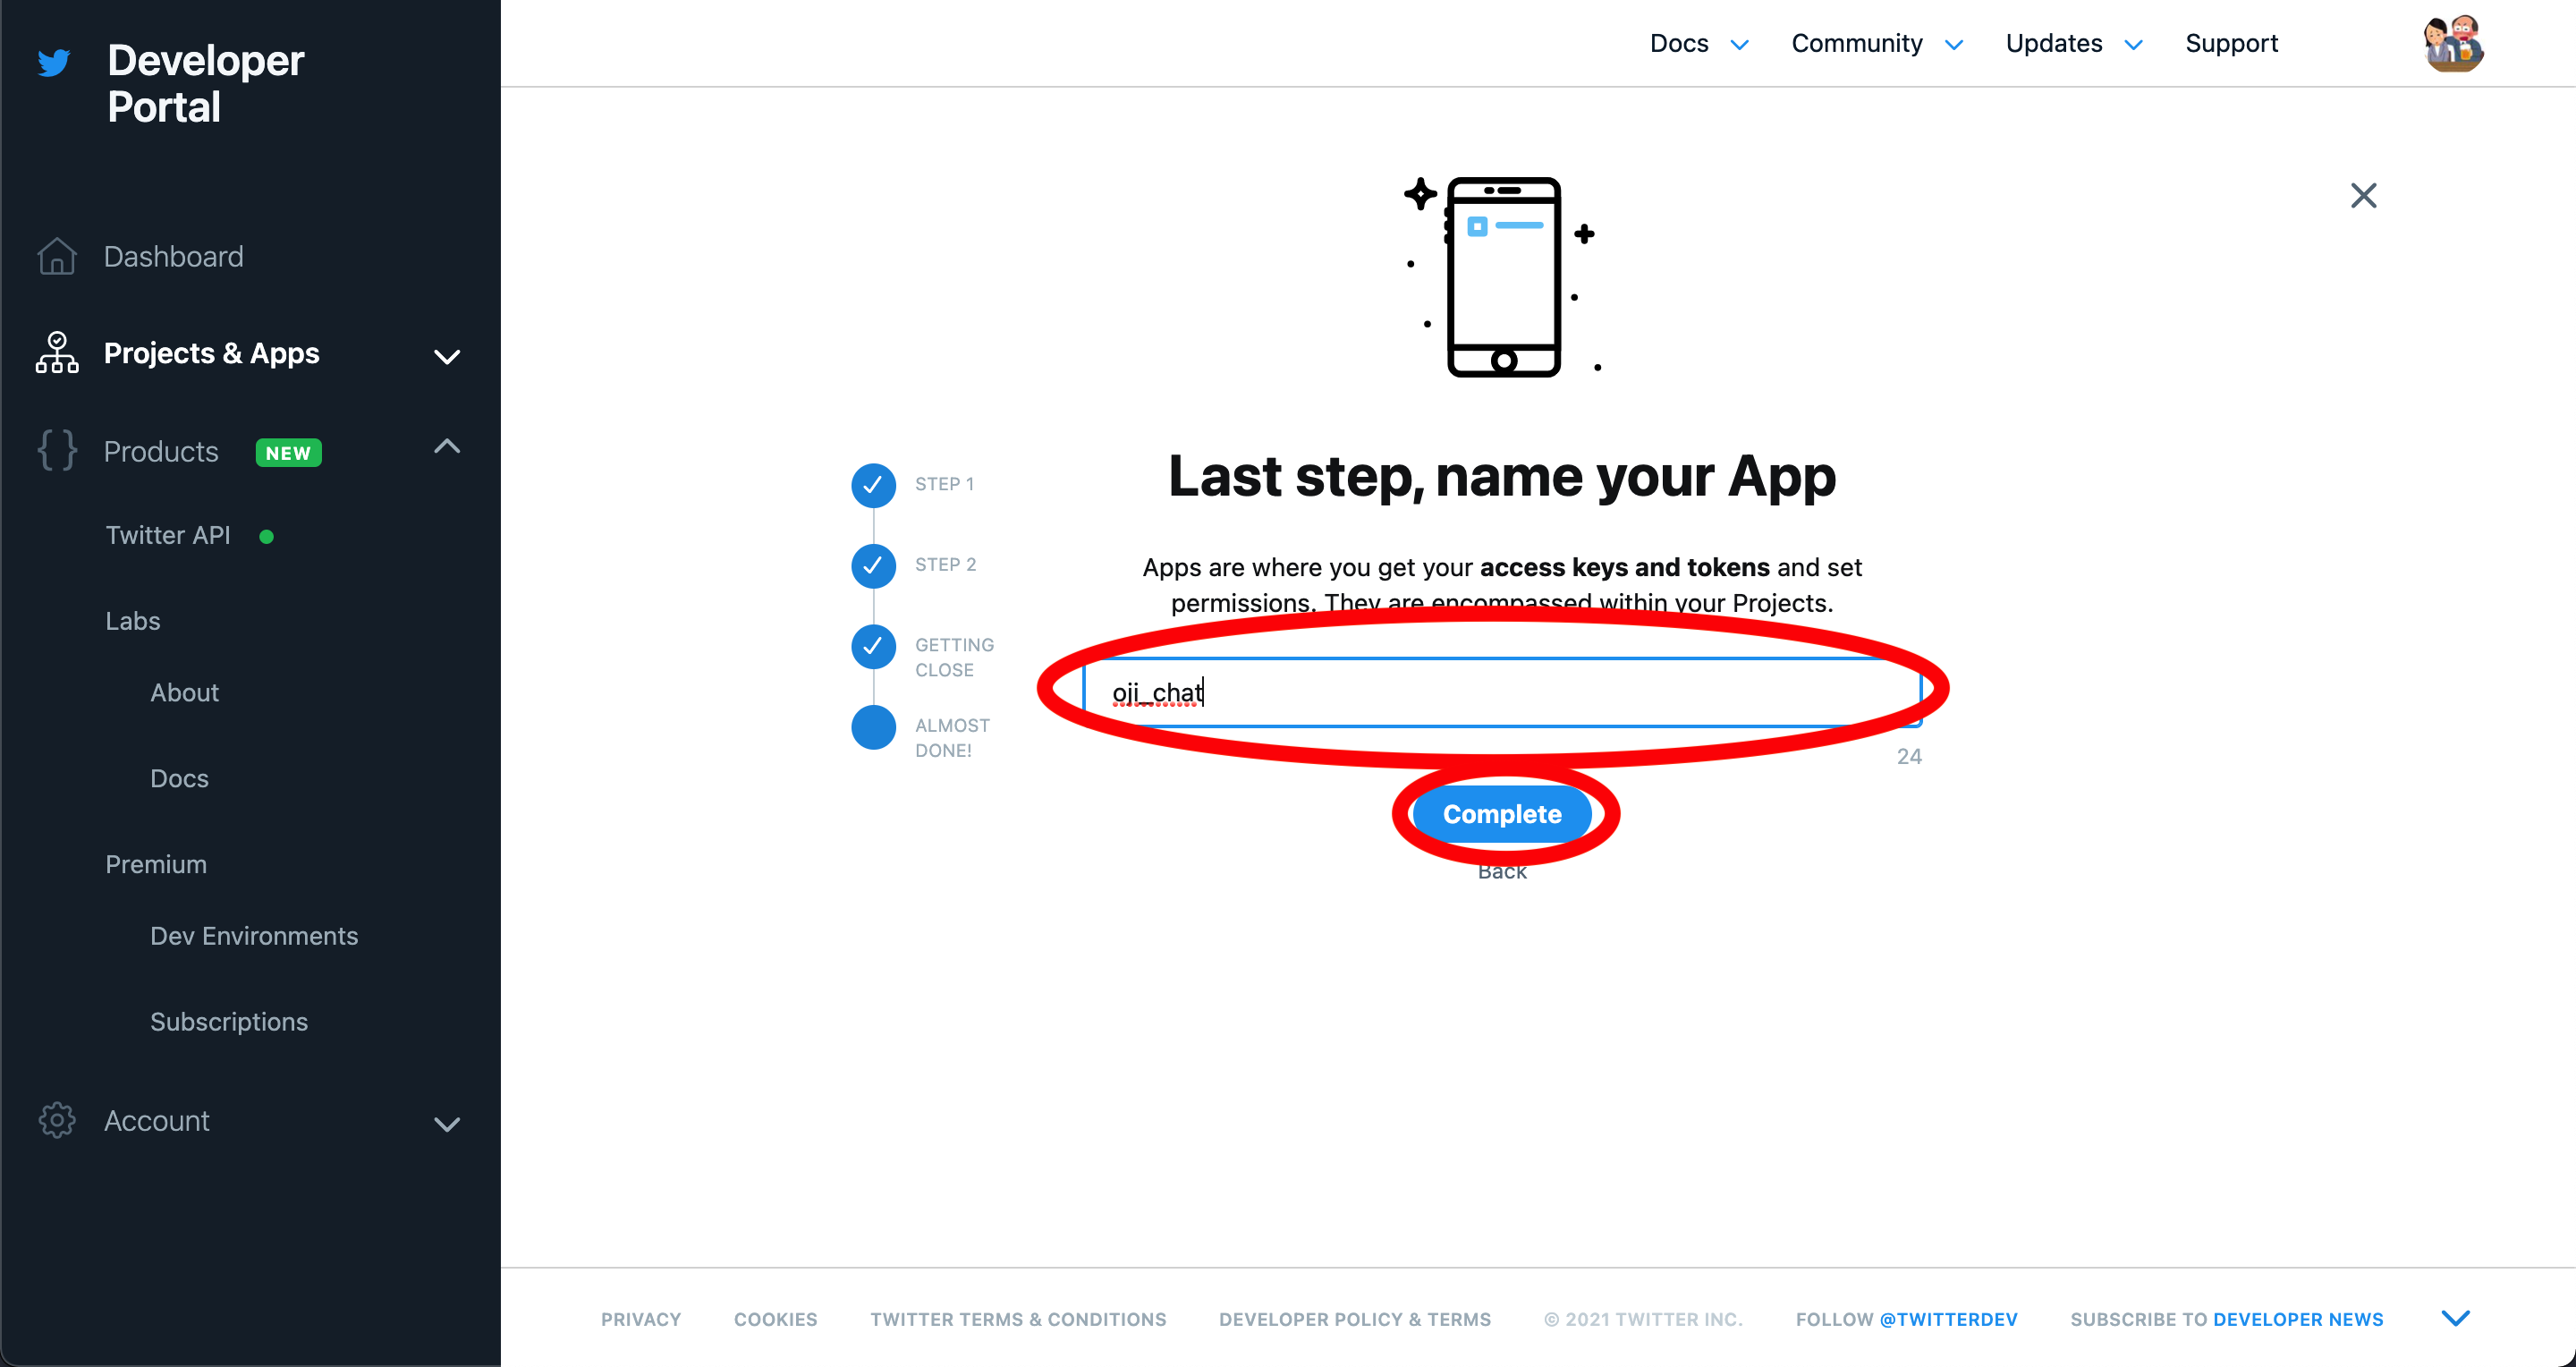 Developer
Portal
Docs
Community
Updates
Support
Dashboard
Projects & Apps
Products NEW
Twitter API
Labs
About
Docs
Premium
Dev Environments
Subscriptions
Account
STEP 1
STEP 2
GETTING
CLOSE
ALMOST
DONE!
Last step, name your App
Apps are where you get your access keys and tokens and set
permissions. They are encompassed within your Projects.
oji_chat
24
Complete
Back
PRIVACY
COOKIES
TWITTER TERMS & CONDITIONS
DEVELOPER POLICY & TERMS
© 2021 TWITTER INC.
FOLLOW @TWITTERDEV
SUBSCRIBE TO DEVELOPER NEWS